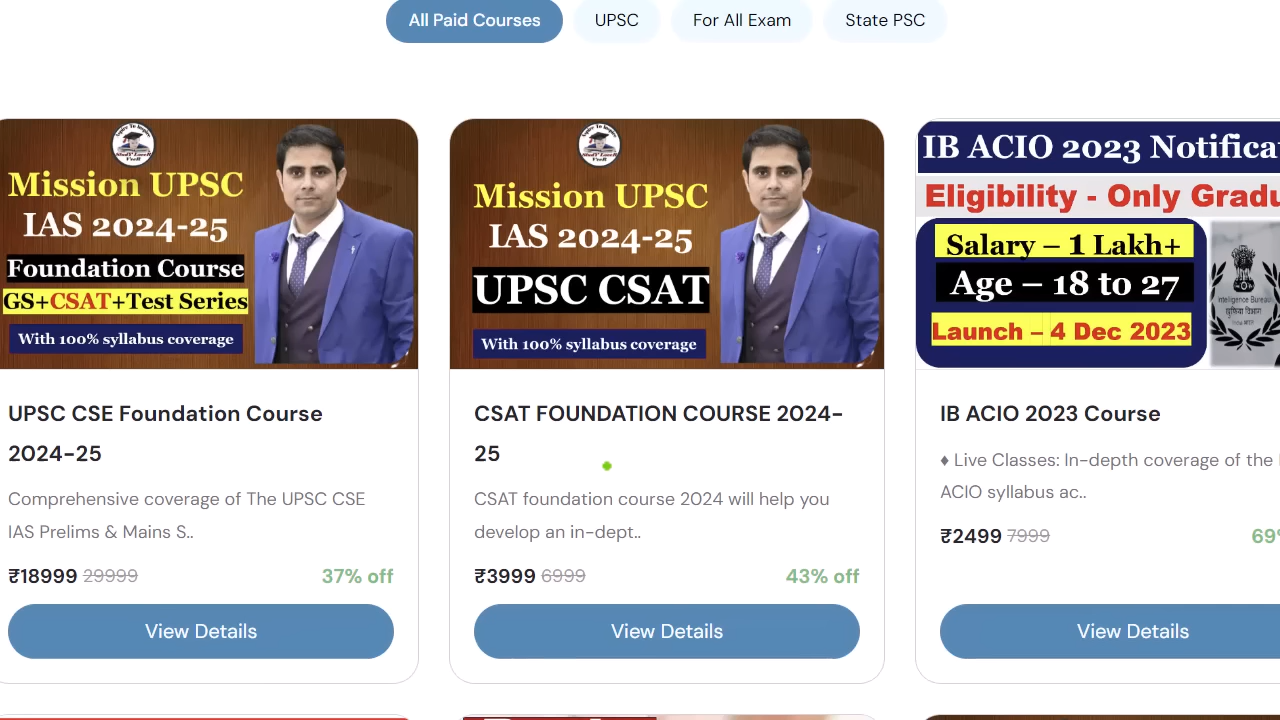 All Paid Courses
UPSC
For All Exam
State PSC
Mission UPSC
IAS 2024-25
Foundation Course
GS+CSAT+Test Series
With 100% syllabus coverage
UPSC CSE Foundation Course
2024-25
Comprehensive coverage of The UPSC CSE
IAS Prelims & Mains S..
₹18999 29999
37% off
View Details
Mission UPSC
IAS 2024-25
UPSC CSAT
With 100% syllabus coverage
CSAT FOUNDATION COURSE 2024-
25
CSAT foundation course 2024 will help you
develop an in-dept..
₹3999 6999
43% off
View Details
IB ACIO 2023
Eligibility - Only
Salary – 1 Lakh+
Age – 18 to 27
Launch – 4 Dec 2023
IB ACIO 2023 Course
♦ Live Classes: In-depth coverage of the
ACIO syllabus ac..
₹2499 7999
View Details